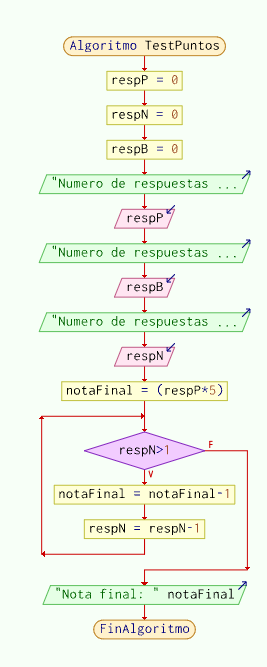 Algoritmo TestPuntos
respP = 0
respN = 0
respB = 0
"Numero de respuestas ...
respP
"Numero de respuestas ...
respB
"Numero de respuestas ...
respN
notaFinal = (respP*5)
respN>1
F
V
notaFinal = notaFinal-1
respN = respN-1
"Nota final: " notaFinal
FinAlgoritmo